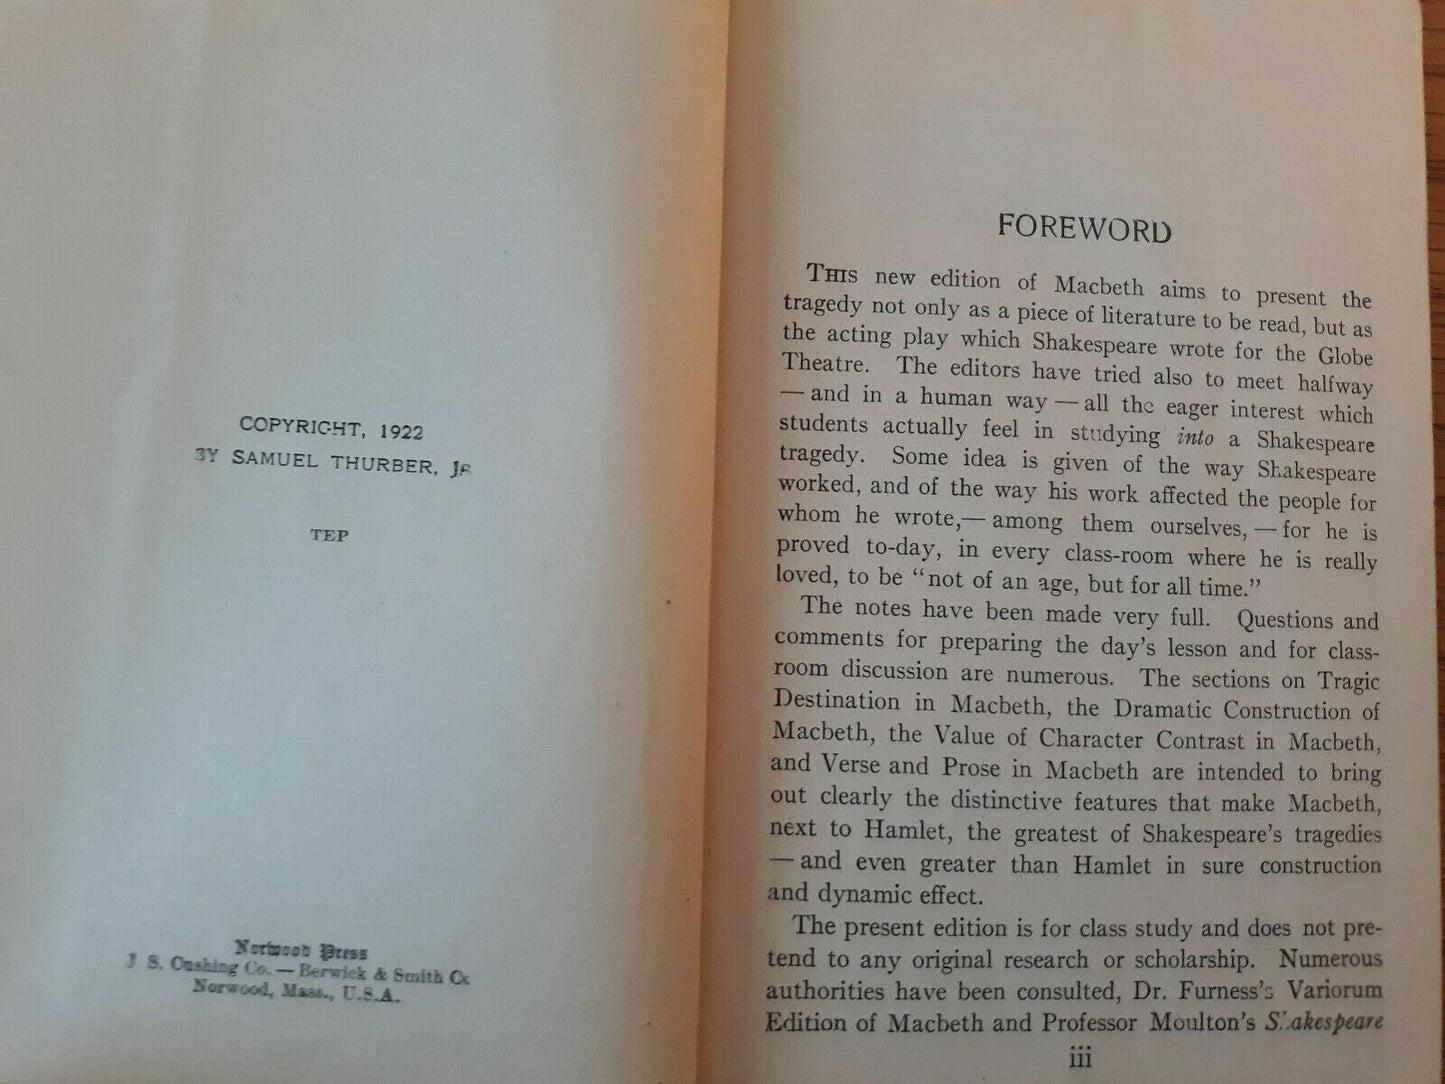 COPYRIGHT, 1922
BY SAMUEL THURBER, JR
TEP
Norwood Press
J S. Cushing Co. — Berwick & Smith Co
Norwood, Mass., U.S.A.
FOREWORD
THIS new edition of Macbeth aims to present the
tragedy not only as a piece of literature to be read, but as
the acting play which Shakespeare wrote for the Globe
Theatre. The editors have tried also to meet halfway
— and in a human way — all the eager interest which
students actually feel in studying into a Shakespeare
tragedy. Some idea is given of the way Shakespeare
worked, and of the way his work affected the people for
whom he wrote,— among them ourselves, — for he is
proved to-day, in every class-room where he is really
loved, to be “not of an age, but for all time.”
The notes have been made very full. Questions and
comments for preparing the day's lesson and for class-
room discussion are numerous. The sections on Tragic
Destination in Macbeth, the Dramatic Construction of
Macbeth, the Value of Character Contrast in Macbeth,
and Verse and Prose in Macbeth are intended to bring
out clearly the distinctive features that make Macbeth,
next to Hamlet, the greatest of Shakespeare's tragedies
— and even greater than Hamlet in sure construction
and dynamic effect.
The present edition is for class study and does not pre-
tend to any original research or scholarship. Numerous
authorities have been consulted, Dr. Furness's Variorum
Edition of Macbeth and Professor Moulton's Shakespeare
iii